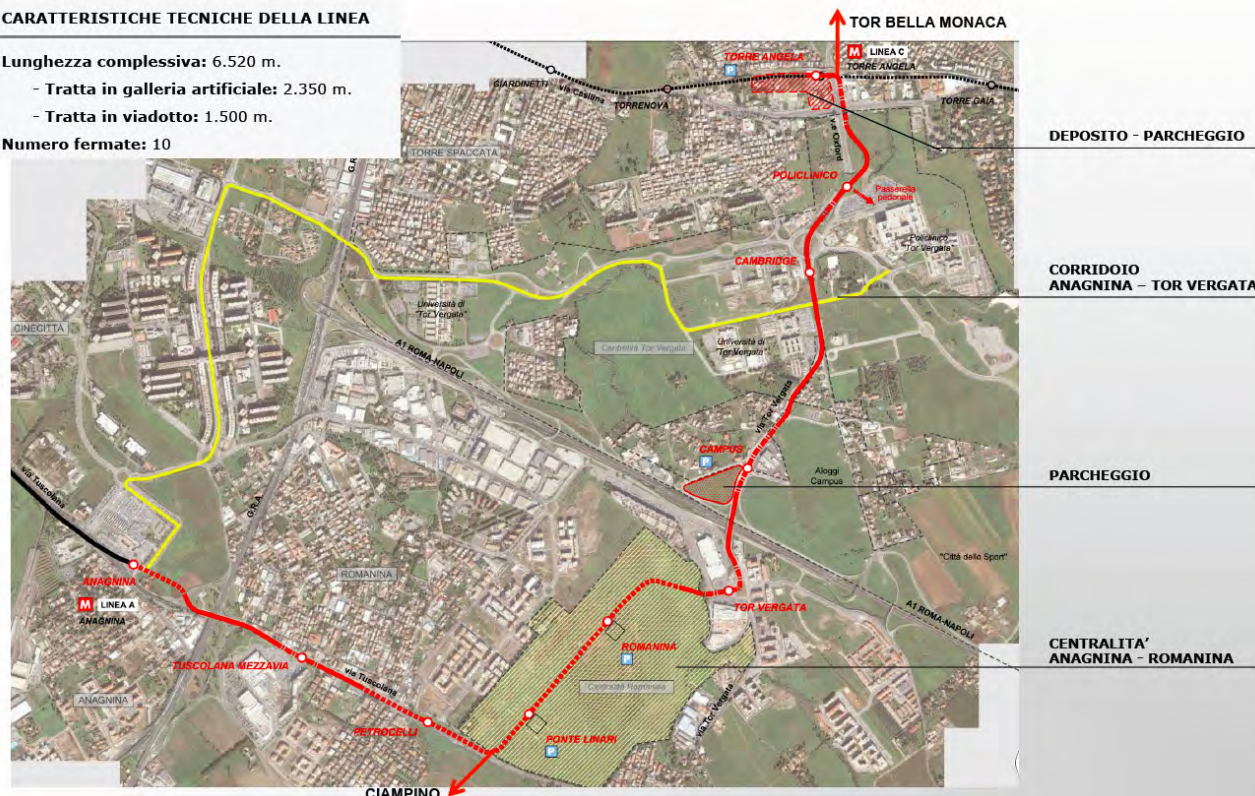 CARATTERISTICHE TECNICHE DELLA LINEA
Lunghezza complessiva: 6.520 m.
- Tratta in galleria artificiale: 2.350 m.
- Tratta in viadotto: 1.500 m.
Numero fermate: 10
TOR BELLA MONACA
TORRE ANGELA
P
M LINEA C
TORRE ANGELA
GIARDINETTI
via Casilina
TORRENOVA
TORRE GAIA
v.le Oxford
DEPOSITO - PARCHEGGIO
TORRE SPACCATA
POLICLINICO
Passerella
pedonale
Policlinico
"Tor Vergata"
CAMBRIDGE
CORRIDOIO
ANAGNINA – TOR VERGATA
Università di
"Tor Vergata"
CINECITTÀ
A1 ROMA-NAPOLI
Università di
"Tor Vergata"
via Tor Vergata
CAMPUS
P
Aloggi
Campus
PARCHEGGIO
via Tuscolana
G.R.A
"Città dello Sport"
ANAGNINA
M LINEA A
ANAGNINA
ROMANINA
TOR VERGATA
A1 ROMA-NAPOLI
ROMANINA
P
CENTRALITA'
ANAGNINA - ROMANINA
TUSCOLANA MEZZAVIA
via Tuscolana
Centralità Romanina
ANAGNINA
PETROCELLI
via Tor Vergata
PONTE LINARI
P
CIAMPINO